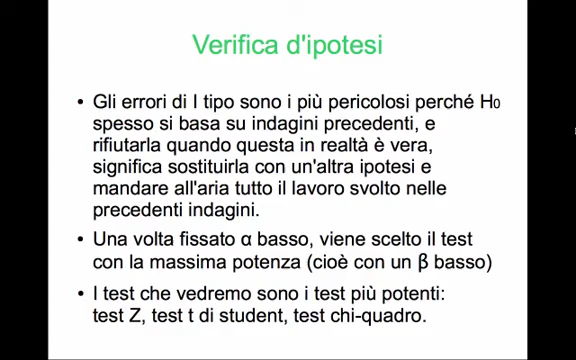 Verifica d'ipotesi
• Gli errori di I tipo sono i più pericolosi perché H0
spesso si basa su indagini precedenti, e
rifiutarla quando questa in realtà è vera,
significa sostituirla con un'altra ipotesi e
mandare all'aria tutto il lavoro svolto nelle
precedenti indagini.
• Una volta fissato α basso, viene scelto il test
con la massima potenza (cioè con un β basso)
• I test che vedremo sono i test più potenti:
test Z, test t di student, test chi-quadro.